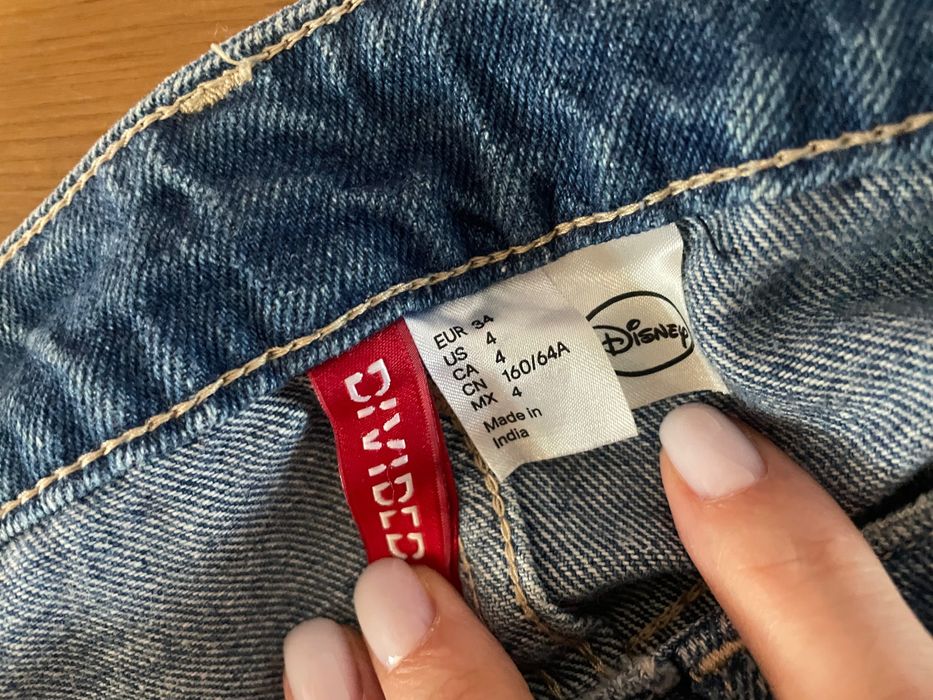 DIVIDED
EUR 34
US 4
CA 4
CN 160/64A
MX 4
Made in
India
Disney